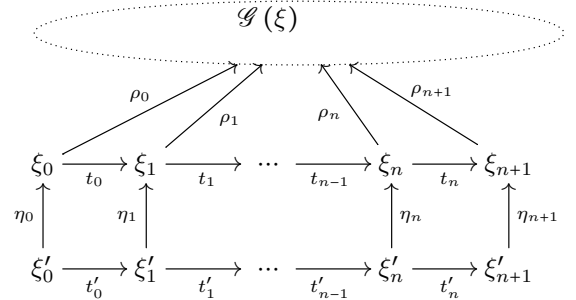 𝒢(ξ)
ρ₀ ρ₁ ρₙ ρₙ₊₁
ξ₀ ξ₁ ... ξₙ ξₙ₊₁
t₀ t₁ tₙ₋₁ tₙ
η₀ η₁ ηₙ ηₙ₊₁
ξ′₀ ξ′₁ ... ξ′ₙ ξ′ₙ₊₁
t′₀ t′₁ t′ₙ₋₁ t′ₙ